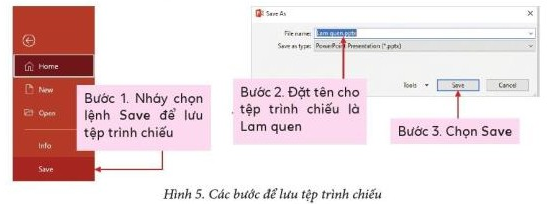 Home
New
Open
Info
Save
Bước 1. Nháy chọn
lệnh Save để lưu
tệp trình chiếu
Save As
File name:
Lam quen.pptx
Save as type:
PowerPoint Presentation (*.pptx)
Tools
Save
Cancel
Bước 2. Đặt tên cho
tệp trình chiếu là
Lam quen
Bước 3. Chọn Save
Hình 5. Các bước để lưu tệp trình chiếu